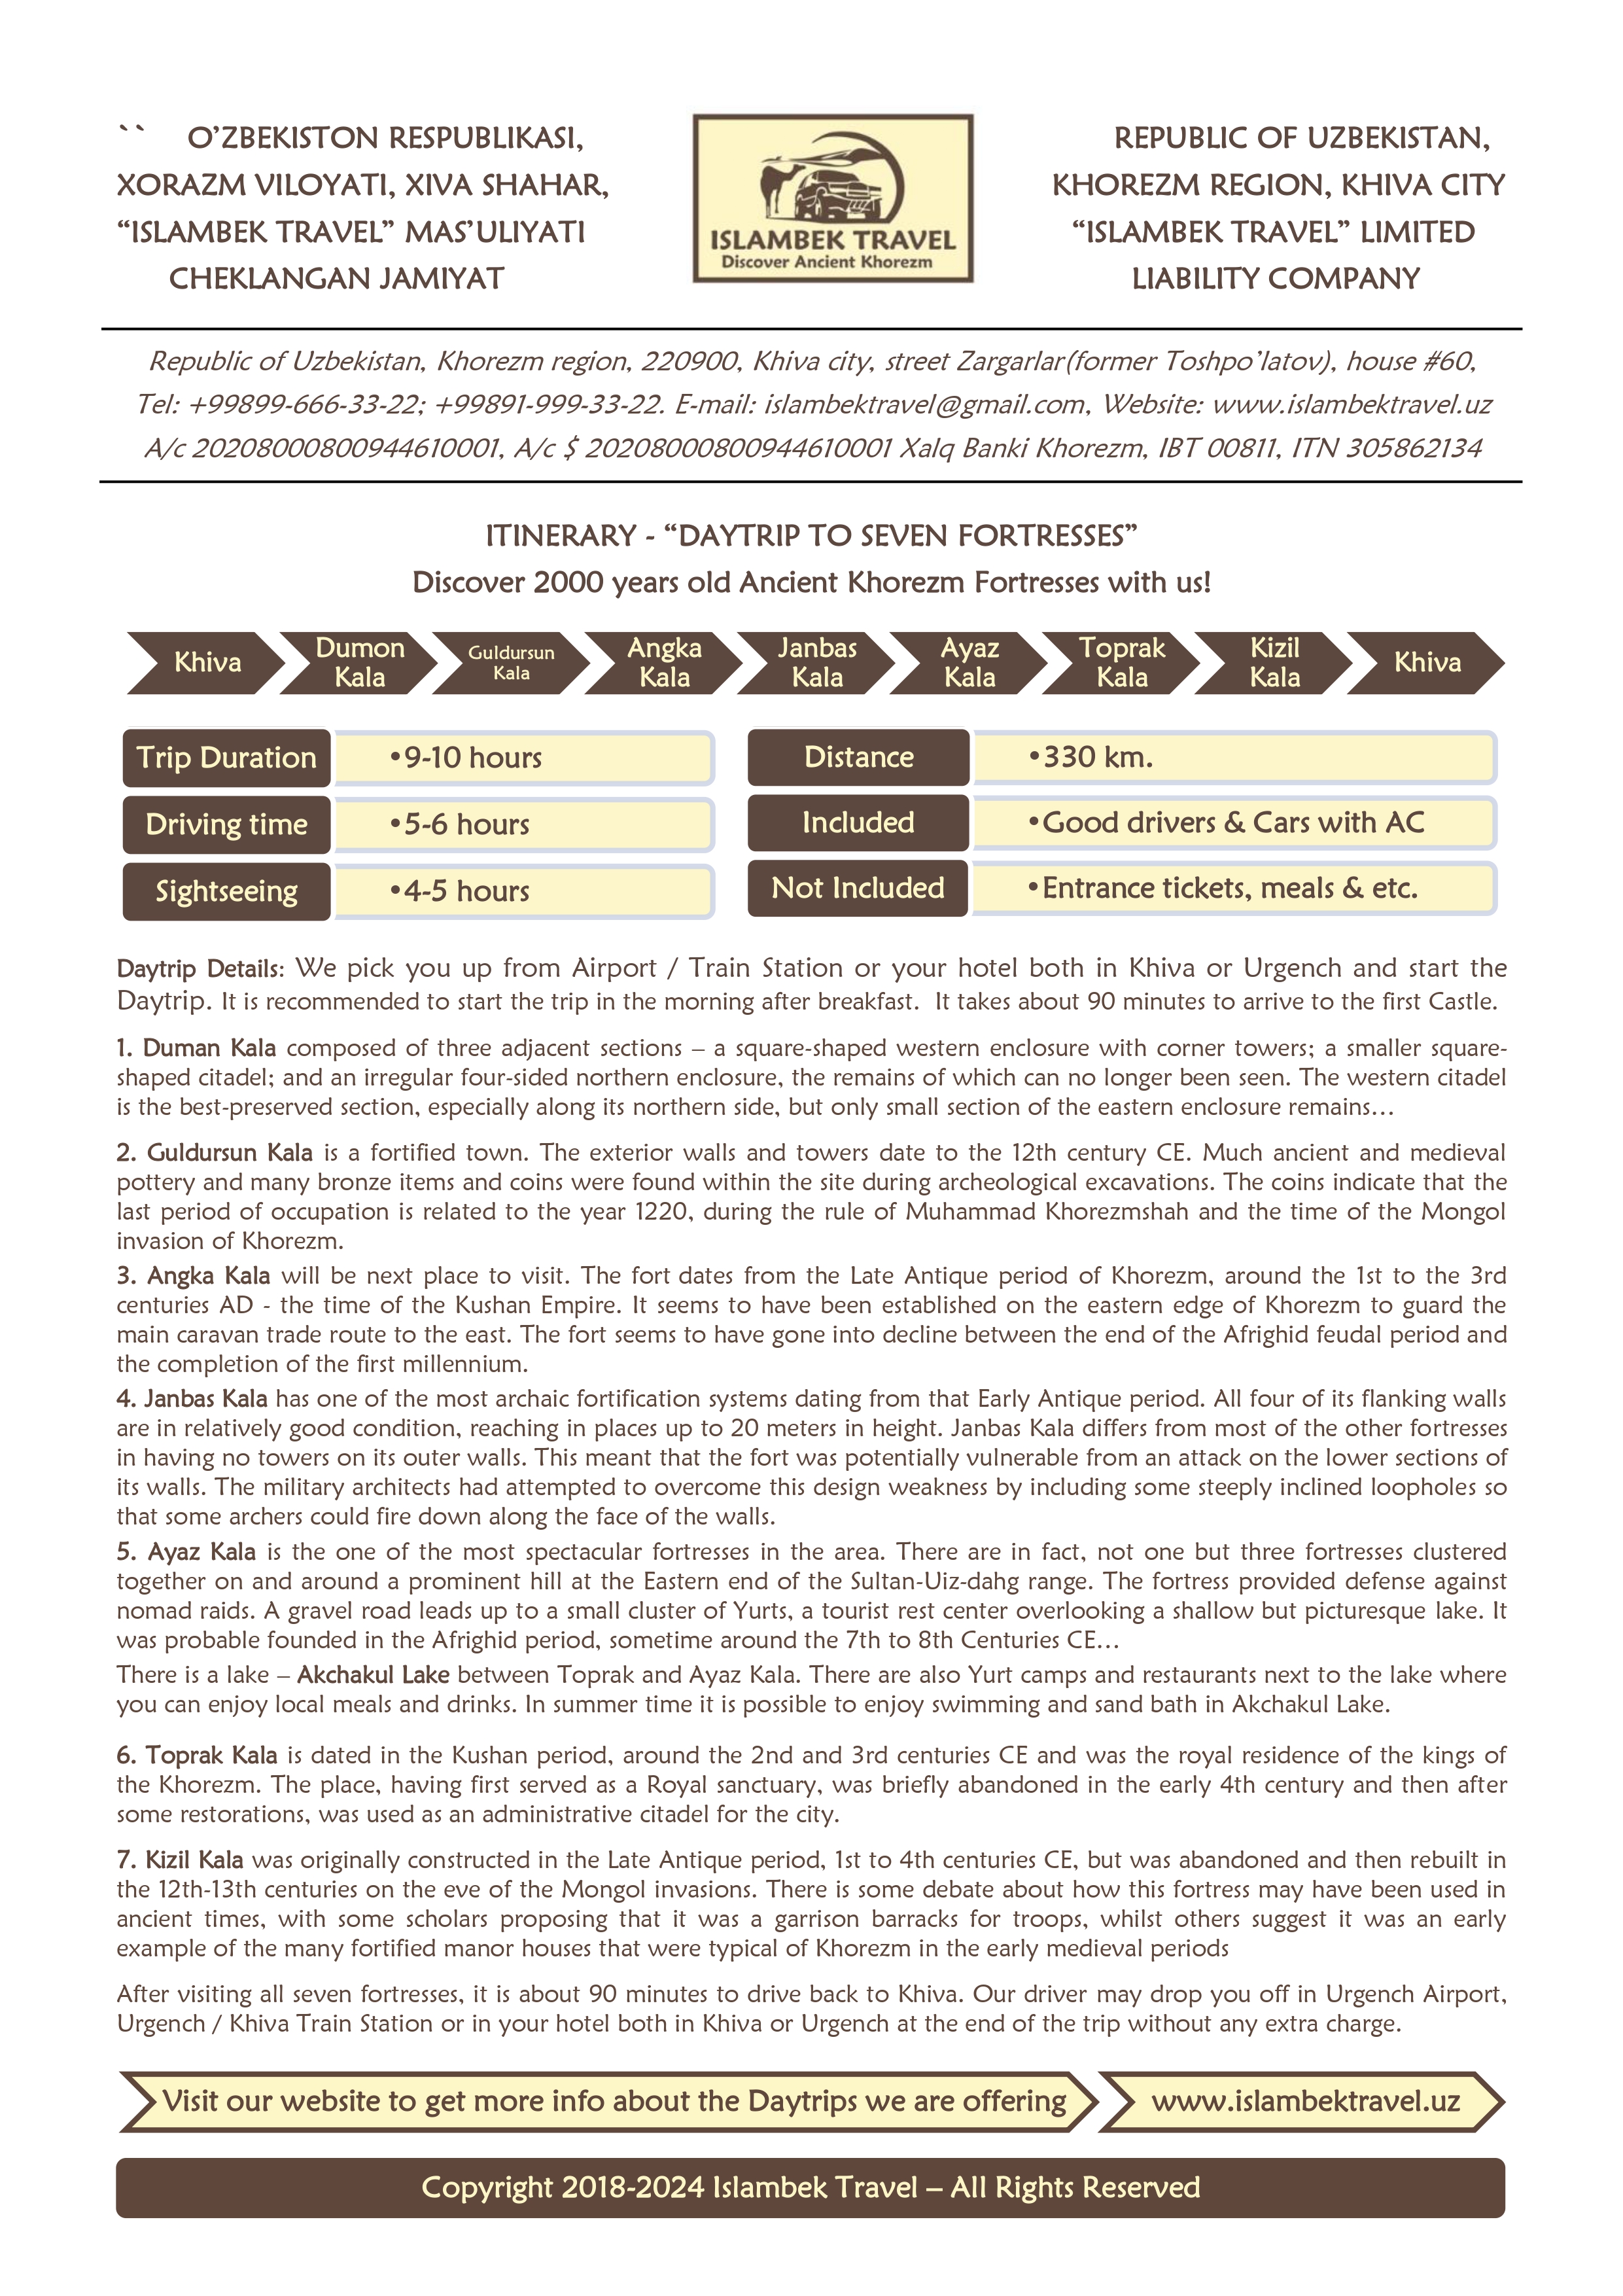 `` O’ZBEKISTON RESPUBLIKASI,
XORAZM VILOYATI, XIVA SHAHAR,
“ISLAMBEK TRAVEL” MAS’ULIYATI
CHEKLANGAN JAMIYAT
ISLAMBEK TRAVEL
Discover Ancient Khorezm
REPUBLIC OF UZBEKISTAN,
KHOREZM REGION, KHIVA CITY
“ISLAMBEK TRAVEL” LIMITED
LIABILITY COMPANY
Republic of Uzbekistan, Khorezm region, 220900, Khiva city, street Zargarlar(former Toshpo’latov), house #60,
Tel: +99899-666-33-22; +99891-999-33-22. E-mail: islambektravel@gmail.com, Website: www.islambektravel.uz
A/c 20208000800944610001, A/c $ 20208000800944610001 Xalq Banki Khorezm, IBT 00811, ITN 305862134
ITINERARY - “DAYTRIP TO SEVEN FORTRESSES”
Discover 2000 years old Ancient Khorezm Fortresses with us!
Khiva
Dumon
Kala
Guldursun
Kala
Angka
Kala
Janbas
Kala
Ayaz
Kala
Toprak
Kala
Kizil
Kala
Khiva
Trip Duration
•9-10 hours
Driving time
•5-6 hours
Sightseeing
•4-5 hours
Distance
•330 km.
Included
•Good drivers & Cars with AC
Not Included
•Entrance tickets, meals & etc.
Daytrip Details: We pick you up from Airport / Train Station or your hotel both in Khiva or Urgench and start the
Daytrip. It is recommended to start the trip in the morning after breakfast. It takes about 90 minutes to arrive to the first Castle.
1. Duman Kala composed of three adjacent sections – a square-shaped western enclosure with corner towers; a smaller square-
shaped citadel; and an irregular four-sided northern enclosure, the remains of which can no longer been seen. The western citadel
is the best-preserved section, especially along its northern side, but only small section of the eastern enclosure remains...
2. Guldursun Kala is a fortified town. The exterior walls and towers date to the 12th century CE. Much ancient and medieval
pottery and many bronze items and coins were found within the site during archeological excavations. The coins indicate that the
last period of occupation is related to the year 1220, during the rule of Muhammad Khorezmshah and the time of the Mongol
invasion of Khorezm.
3. Angka Kala will be next place to visit. The fort dates from the Late Antique period of Khorezm, around the 1st to the 3rd
centuries AD - the time of the Kushan Empire. It seems to have been established on the eastern edge of Khorezm to guard the
main caravan trade route to the east. The fort seems to have gone into decline between the end of the Afrighid feudal period and
the completion of the first millennium.
4. Janbas Kala has one of the most archaic fortification systems dating from that Early Antique period. All four of its flanking walls
are in relatively good condition, reaching in places up to 20 meters in height. Janbas Kala differs from most of the other fortresses
in having no towers on its outer walls. This meant that the fort was potentially vulnerable from an attack on the lower sections of
its walls. The military architects had attempted to overcome this design weakness by including some steeply inclined loopholes so
that some archers could fire down along the face of the walls.
5. Ayaz Kala is the one of the most spectacular fortresses in the area. There are in fact, not one but three fortresses clustered
together on and around a prominent hill at the Eastern end of the Sultan-Uiz-dahg range. The fortress provided defense against
nomad raids. A gravel road leads up to a small cluster of Yurts, a tourist rest center overlooking a shallow but picturesque lake. It
was probable founded in the Afrighid period, sometime around the 7th to 8th Centuries CE...
There is a lake – Akchakul Lake between Toprak and Ayaz Kala. There are also Yurt camps and restaurants next to the lake where
you can enjoy local meals and drinks. In summer time it is possible to enjoy swimming and sand bath in Akchakul Lake.
6. Toprak Kala is dated in the Kushan period, around the 2nd and 3rd centuries CE and was the royal residence of the kings of
the Khorezm. The place, having first served as a Royal sanctuary, was briefly abandoned in the early 4th century and then after
some restorations, was used as an administrative citadel for the city.
7. Kizil Kala was originally constructed in the Late Antique period, 1st to 4th centuries CE, but was abandoned and then rebuilt in
the 12th-13th centuries on the eve of the Mongol invasions. There is some debate about how this fortress may have been used in
ancient times, with some scholars proposing that it was a garrison barracks for troops, whilst others suggest it was an early
example of the many fortified manor houses that were typical of Khorezm in the early medieval periods
After visiting all seven fortresses, it is about 90 minutes to drive back to Khiva. Our driver may drop you off in Urgench Airport,
Urgench / Khiva Train Station or in your hotel both in Khiva or Urgench at the end of the trip without any extra charge.
Visit our website to get more info about the Daytrips we are offering
www.islambektravel.uz
Copyright 2018-2024 Islambek Travel – All Rights Reserved